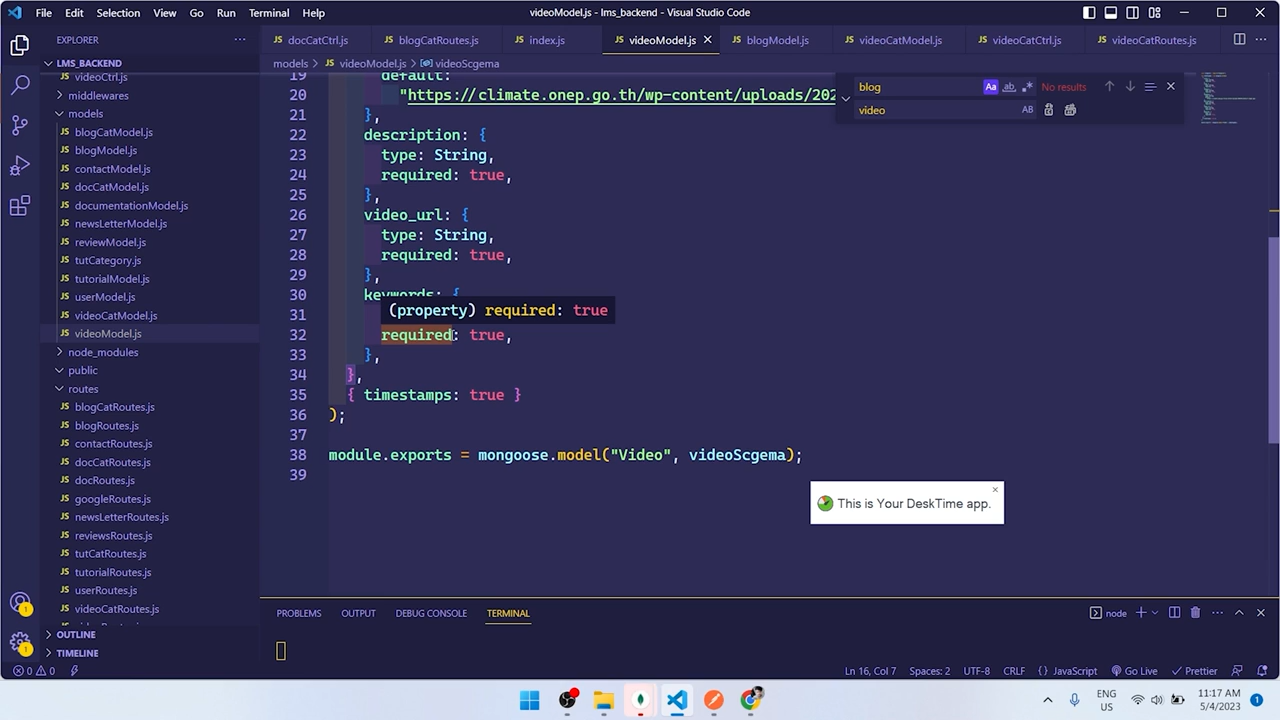 File Edit Selection View Go Run Terminal Help
videoModel.js - lms_backend - Visual Studio Code
EXPLORER
LMS_BACKEND
videoCtrl.js
middlewares
models
blogCatModel.js
blogModel.js
contactModel.js
docCatModel.js
documentationModel.js
newsLetterModel.js
reviewModel.js
tutCategory.js
tutorialModel.js
userModel.js
videoCatModel.js
videoModel.js
node_modules
public
routes
blogCatRoutes.js
blogRoutes.js
contactRoutes.js
docCatRoutes.js
docRoutes.js
googleRoutes.js
newsLetterRoutes.js
reviewsRoutes.js
tutCatRoutes.js
tutorialRoutes.js
userRoutes.js
videoCatRoutes.js
OUTLINE
TIMELINE
docCatCtrl.js blogCatRoutes.js index.js videoModel.js blogModel.js videoCatModel.js videoCatCtrl.js videoCatRoutes.js
models > videoModel.js > videoScgema
blog Aa ab .* No results
video AB
19 default:
20 "https://climate.onep.go.th/wp-content/uploads/202
21 },
22 description: {
23 type: String,
24 required: true,
25 },
26 video_url: {
27 type: String,
28 required: true,
29 },
30 keywords: {
31 (property) required: true
32 required: true,
33 },
34 },
35 { timestamps: true }
36 );
37
38 module.exports = mongoose.model("Video", videoScgema);
39
This is Your DeskTime app.
PROBLEMS OUTPUT DEBUG CONSOLE TERMINAL
node
0 0 Ln 16, Col 7 Spaces: 2 UTF-8 CRLF {} JavaScript Go Live Prettier
ENG
US
11:17 AM
5/4/2023